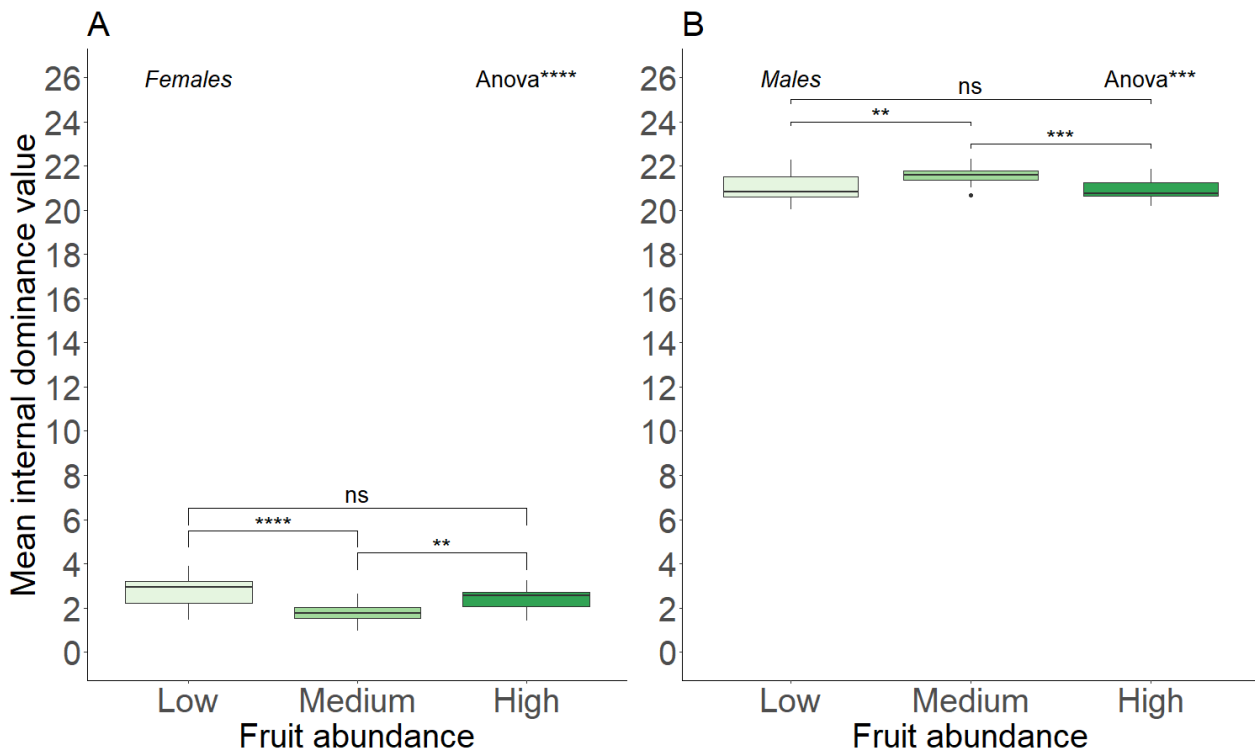 A
Females
Anova****
Mean internal dominance value
26
24
22
20
18
16
14
12
10
8
6
4
2
0
ns
****
**
Low Medium High
Fruit abundance
B
Males
Anova***
26
24
22
20
18
16
14
12
10
8
6
4
2
0
ns
**
***
Low Medium High
Fruit abundance